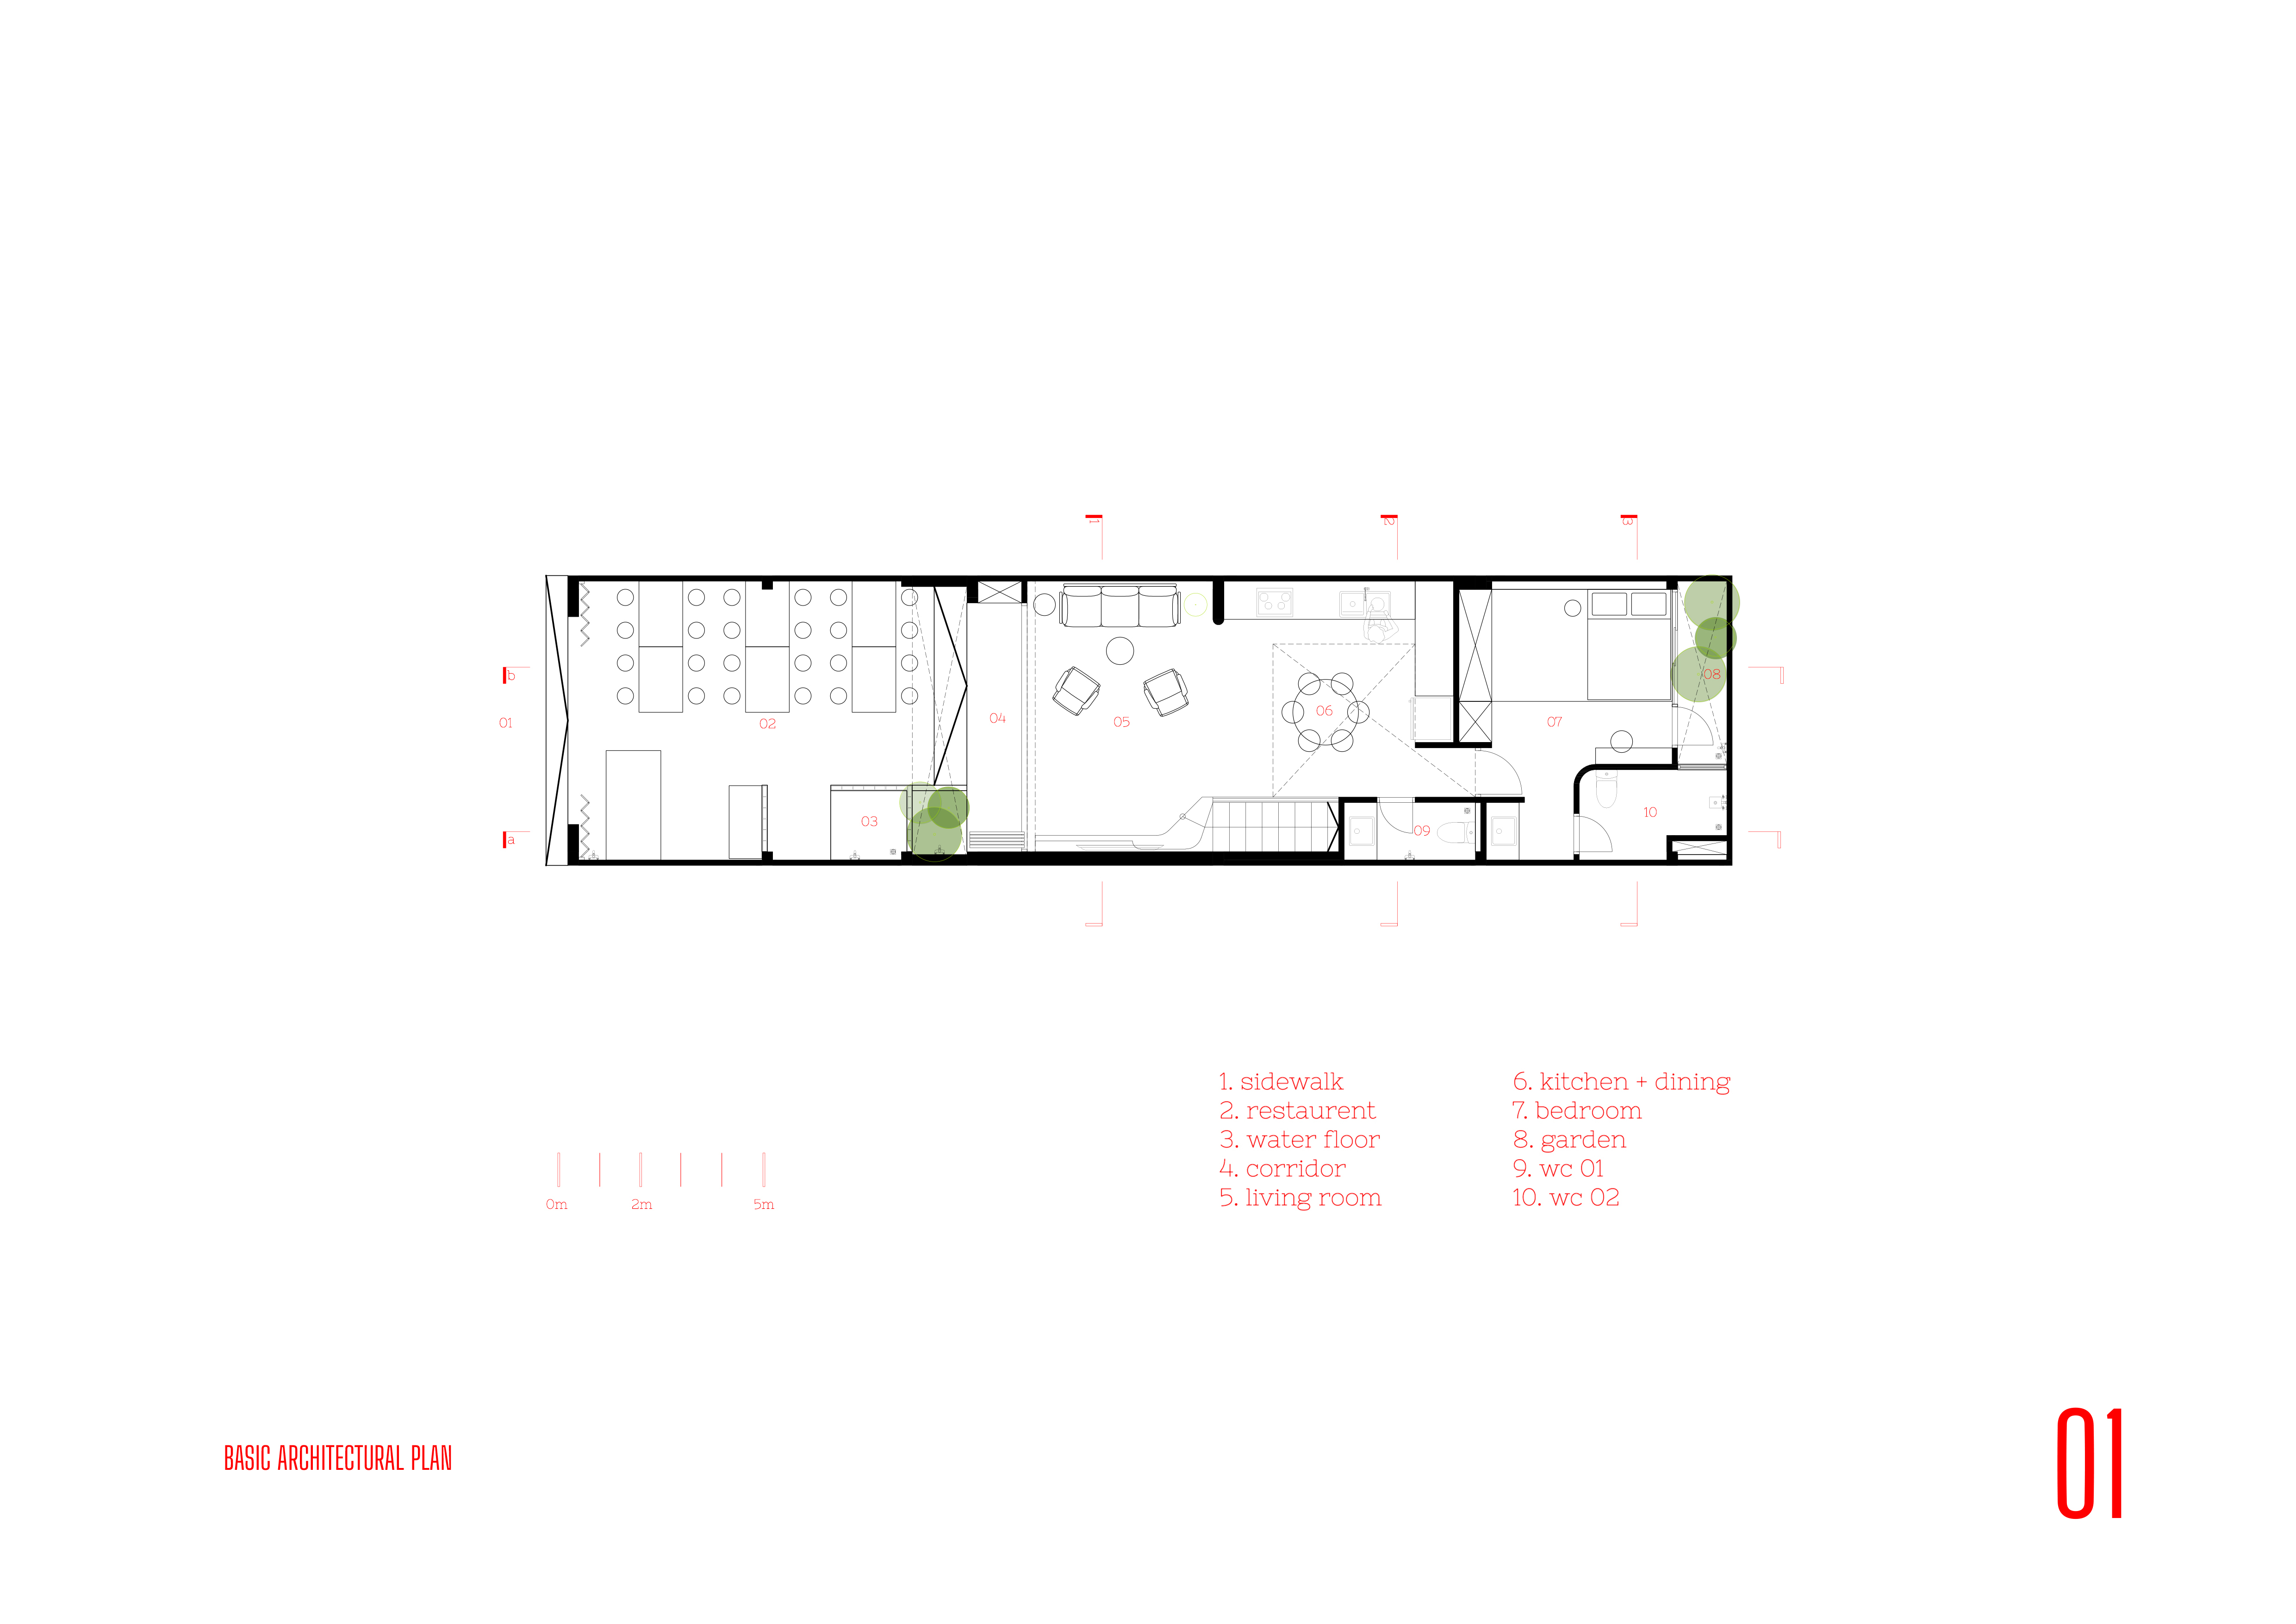 1
2
3
b
a
01
02
03
04
05
06
07
08
09
10
1. sidewalk
2. restaurent
3. water floor
4. corridor
5. living room
6. kitchen + dining
7. bedroom
8. garden
9. wc 01
10. wc 02
0m
2m
5m
BASIC ARCHITECTURAL PLAN
01